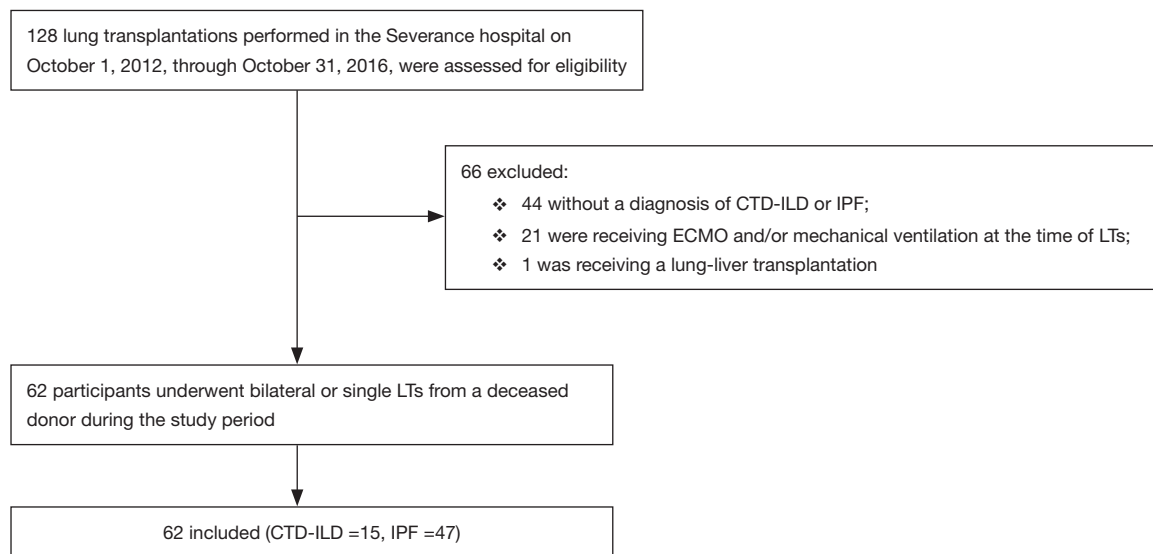 128 lung transplantations performed in the Severance hospital on
October 1, 2012, through October 31, 2016, were assessed for eligibility
66 excluded:
❖ 44 without a diagnosis of CTD-ILD or IPF;
❖ 21 were receiving ECMO and/or mechanical ventilation at the time of LTs;
❖ 1 was receiving a lung-liver transplantation
62 participants underwent bilateral or single LTs from a deceased
donor during the study period
62 included (CTD-ILD =15, IPF =47)